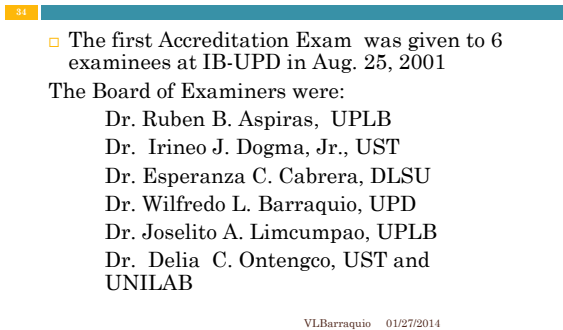 34
The first Accreditation Exam was given to 6
examinees at IB-UPD in Aug. 25, 2001
The Board of Examiners were:
Dr. Ruben B. Aspiras, UPLB
Dr. Irineo J. Dogma, Jr., UST
Dr. Esperanza C. Cabrera, DLSU
Dr. Wilfredo L. Barraquio, UPD
Dr. Joselito A. Limcumpao, UPLB
Dr. Delia C. Ontengco, UST and
UNILAB
VLBarraquio 01/27/2014